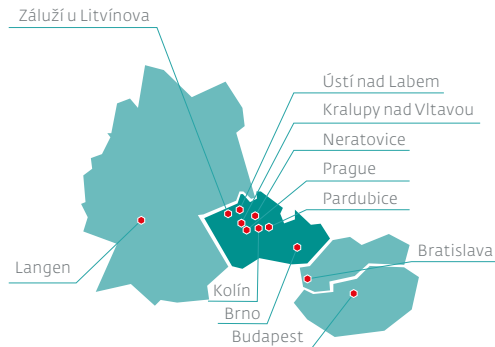 Záluží u Litvínova
Ústí nad Labem
Kralupy nad Vltavou
Neratovice
Prague
Pardubice
Bratislava
Langen
Kolín
Brno
Budapest